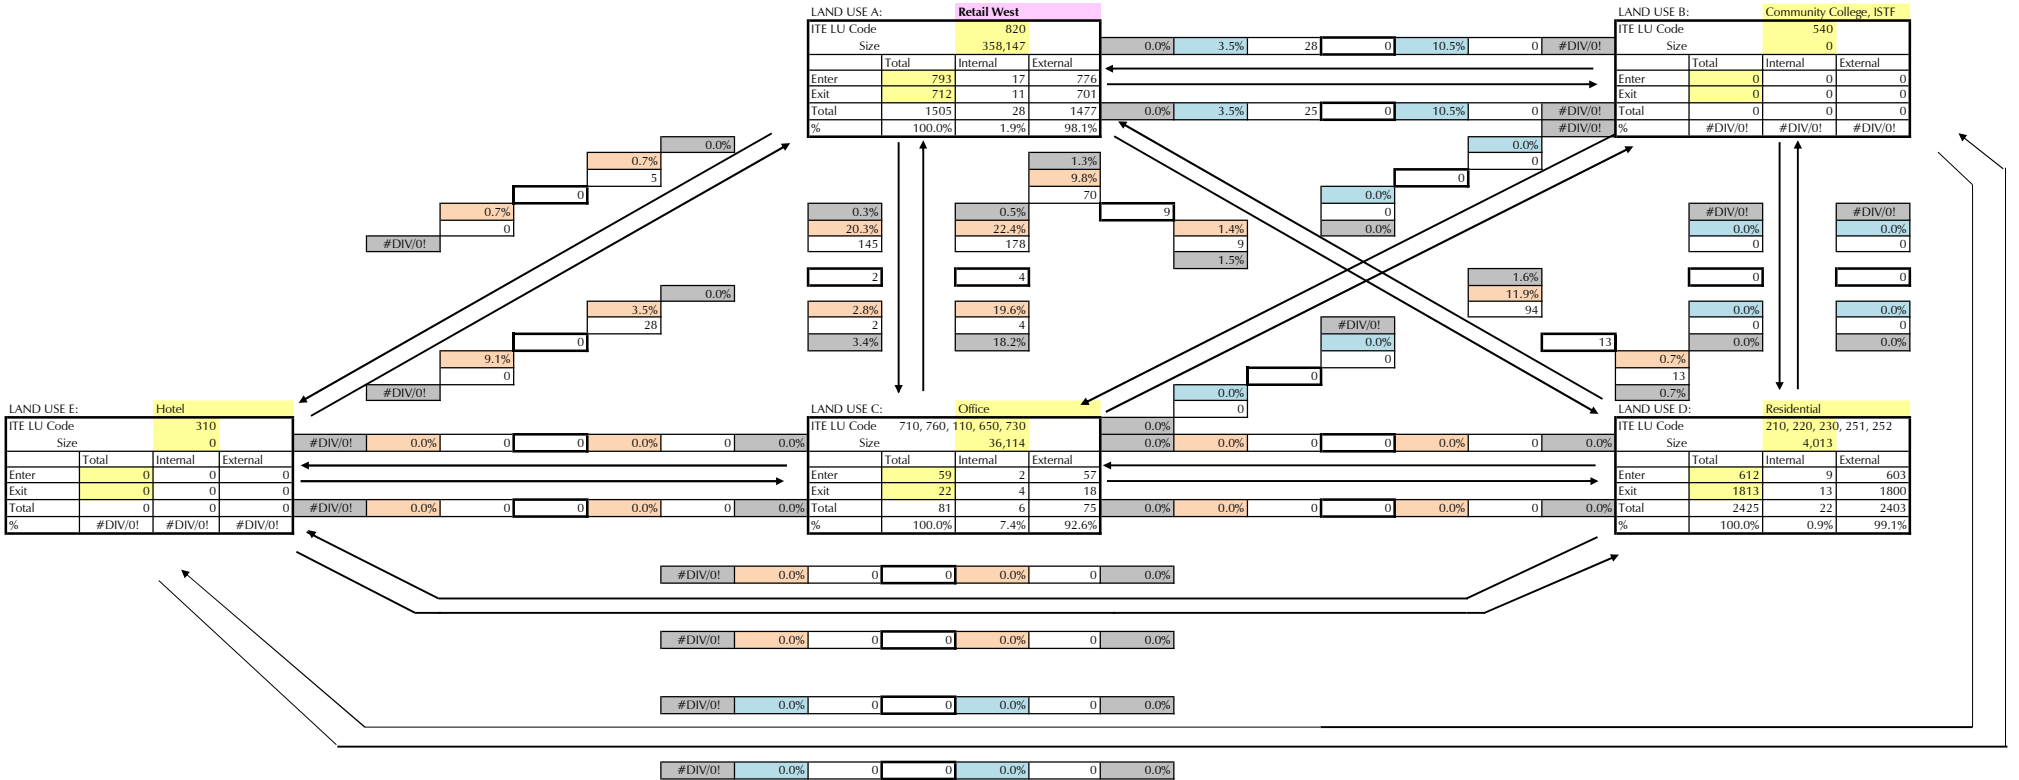 LAND USE A: Retail West
ITE LU Code 820
Size 358,147
Total Internal External
Enter 793 17 776
Exit 712 11 701
Total 1505 28 1477
% 100.0% 1.9% 98.1%
0.0% 3.5% 28 0 10.5% 0 #DIV/0!
0.0% 3.5% 25 0 10.5% 0 #DIV/0!
#DIV/0!
LAND USE B: Community College, ISTF
ITE LU Code 540
Size 0
Total Internal External
Enter 0 0 0
Exit 0 0 0
Total 0 0 0
% #DIV/0! #DIV/0! #DIV/0!
0.0%
0.7%
5
0
0.7%
0
#DIV/0!
0.0%
3.5%
28
0
9.1%
0
#DIV/0!
0.3%
20.3%
145
2
2.8%
2
3.4%
0.5%
22.4%
178
4
19.6%
4
18.2%
1.3%
9.8%
70
9
1.4%
9
1.5%
0.0%
0
0
0.0%
0
0.0%
1.6%
11.9%
94
13
0.7%
13
0.7%
#DIV/0!
0.0%
0
0
0.0%
0
0.0%
#DIV/0!
0.0%
0
0
0.0%
0
0.0%
#DIV/0!
0.0%
0
0
0.0%
0
0.0%
LAND USE E: Hotel
ITE LU Code 310
Size 0
Total Internal External
Enter 0 0 0
Exit 0 0 0
Total 0 0 0
% #DIV/0! #DIV/0! #DIV/0!
#DIV/0! 0.0% 0 0 0.0% 0 0.0%
#DIV/0! 0.0% 0 0 0.0% 0 0.0%
LAND USE C: Office
ITE LU Code 710, 760, 110, 650, 730
Size 36,114
Total Internal External
Enter 59 2 57
Exit 22 4 18
Total 81 6 75
% 100.0% 7.4% 92.6%
0.0% 0.0% 0 0 0.0% 0 0.0%
0.0% 0.0% 0 0 0.0% 0 0.0%
LAND USE D: Residential
ITE LU Code 210, 220, 230, 251, 252
Size 4,013
Total Internal External
Enter 612 9 603
Exit 1813 13 1800
Total 2425 22 2403
% 100.0% 0.9% 99.1%
#DIV/0! 0.0% 0 0 0.0% 0 0.0%
#DIV/0! 0.0% 0 0 0.0% 0 0.0%
#DIV/0! 0.0% 0 0 0.0% 0 0.0%
#DIV/0! 0.0% 0 0 0.0% 0 0.0%